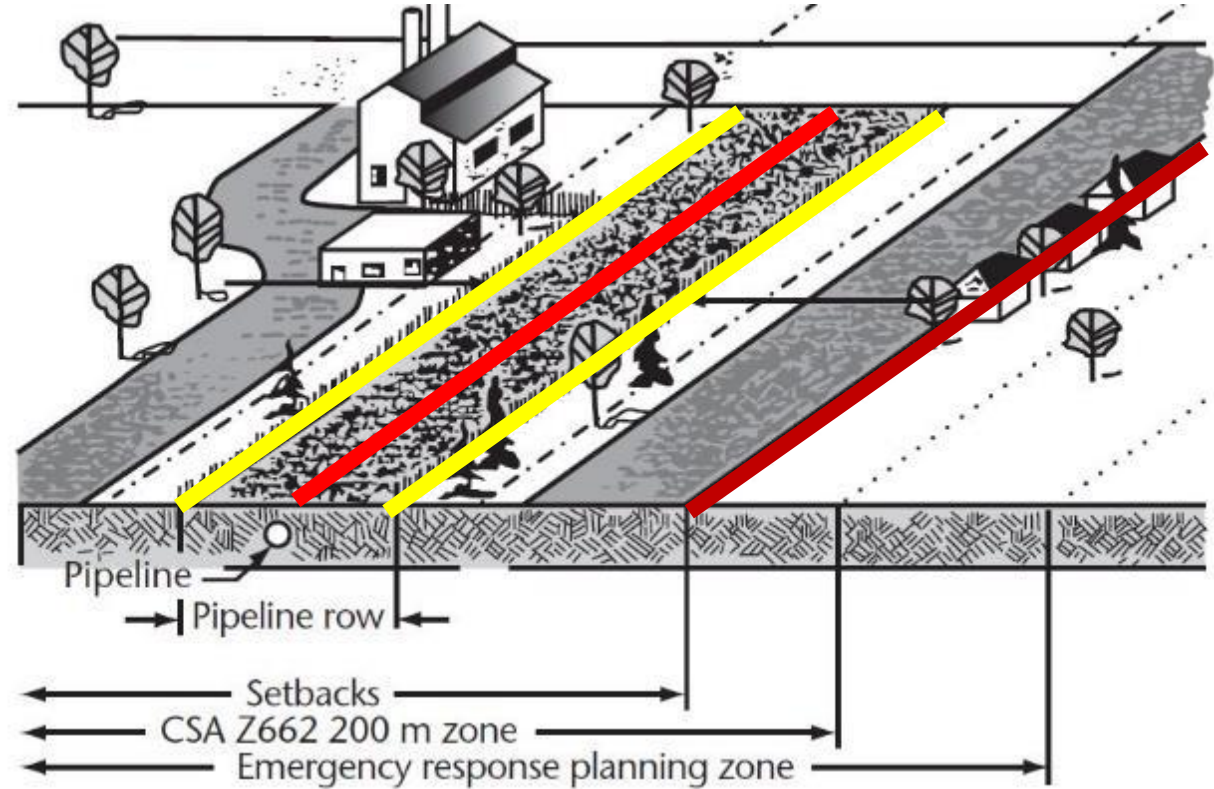 Pipeline
Pipeline row
Setbacks
CSA Z662 200 m zone
Emergency response planning zone